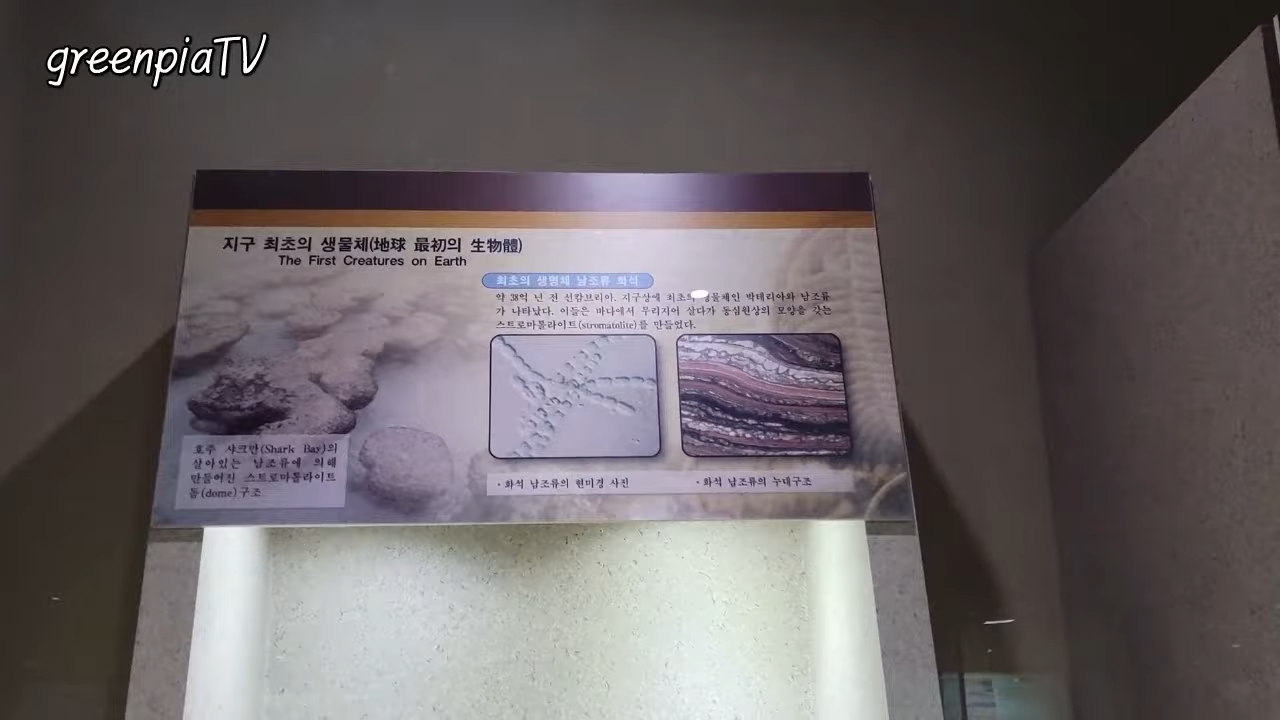 greenpiaTV
지구 최초의 생물체(地球 最初의 生物體)
The First Creatures on Earth
최초의 생명체 남조류 화석
약 38억 년 전 선캄브리아. 지구상에 최초의 생물체인 박테리아와 남조류
가 나타났다. 이들은 바다에서 무리지어 살다가 동심원상의 모양을 갖는
스트로마톨라이트(stromatolite)를 만들었다.
호주 샤크만(Shark Bay)의
살아있는 남조류에 의해
만들어진 스트로마톨라이트
돔(dome)구조
· 화석 남조류의 현미경 사진
· 화석 남조류의 누대구조